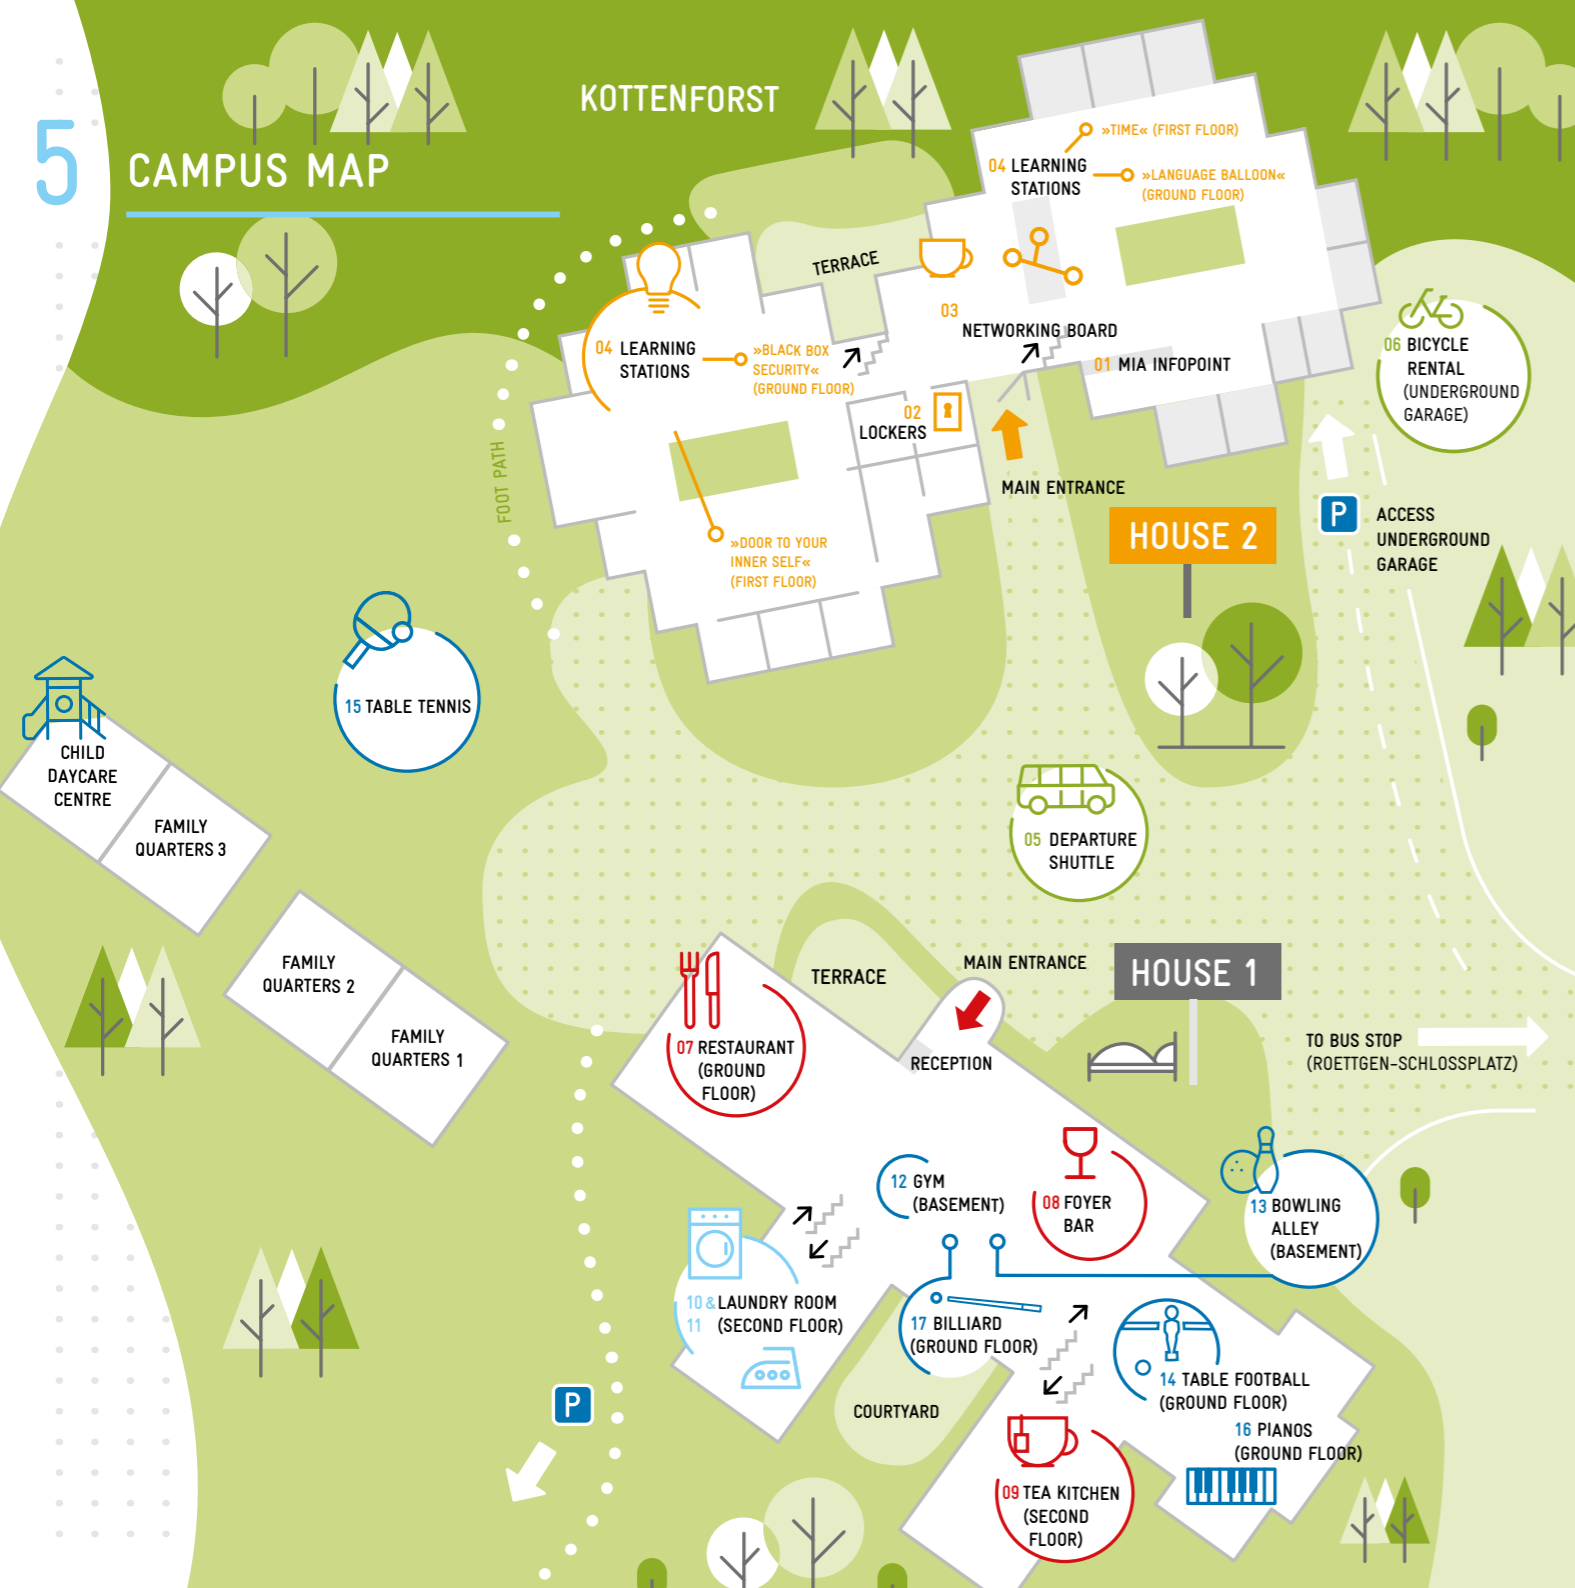 KOTTENFORST
5
CAMPUS MAP
»TIME« (FIRST FLOOR)
04 LEARNING
STATIONS
»LANGUAGE BALLOON«
(GROUND FLOOR)
TERRACE
03
NETWORKING BOARD
01 MIA INFOPOINT
04 LEARNING
STATIONS
»BLACK BOX
SECURITY«
(GROUND FLOOR)
02
LOCKERS
06 BICYCLE
RENTAL
(UNDERGROUND
GARAGE)
FOOT PATH
MAIN ENTRANCE
HOUSE 2
P
ACCESS
UNDERGROUND
GARAGE
»DOOR TO YOUR
INNER SELF«
(FIRST FLOOR)
15 TABLE TENNIS
CHILD
DAYCARE
CENTRE
FAMILY
QUARTERS 3
05 DEPARTURE
SHUTTLE
FAMILY
QUARTERS 2
FAMILY
QUARTERS 1
TERRACE
MAIN ENTRANCE
HOUSE 1
07 RESTAURANT
(GROUND
FLOOR)
RECEPTION
TO BUS STOP
(ROETTGEN-SCHLOSSPLATZ)
12 GYM
(BASEMENT)
08 FOYER
BAR
13 BOWLING
ALLEY
(BASEMENT)
10 & LAUNDRY ROOM
11 (SECOND FLOOR)
17 BILLIARD
(GROUND FLOOR)
14 TABLE FOOTBALL
(GROUND FLOOR)
P
COURTYARD
16 PIANOS
(GROUND FLOOR)
09 TEA KITCHEN
(SECOND
FLOOR)